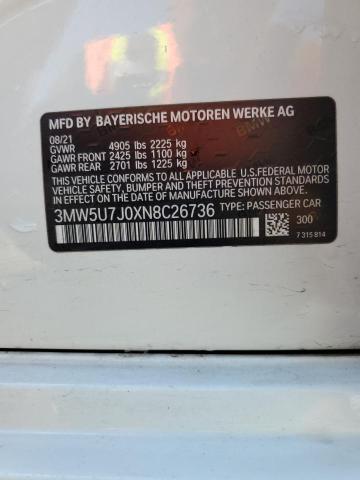 MFD BY BAYERISCHE MOTOREN WERKE AG
08/21
GVWR 4905 lbs 2225 kg
GAWR FRONT 2425 lbs 1100 kg
GAWR REAR 2701 lbs 1225 kg
THIS VEHICLE CONFORMS TO ALL APPLICABLE U.S.FEDERAL MOTOR
VEHICLE SAFETY, BUMPER AND THEFT PREVENTION STANDARDS
IN EFFECT ON THE DATE OF MANUFACTURE SHOWN ABOVE.
3MW5U7J0XN8C26736 TYPE: PASSENGER CAR
300
7 315 814